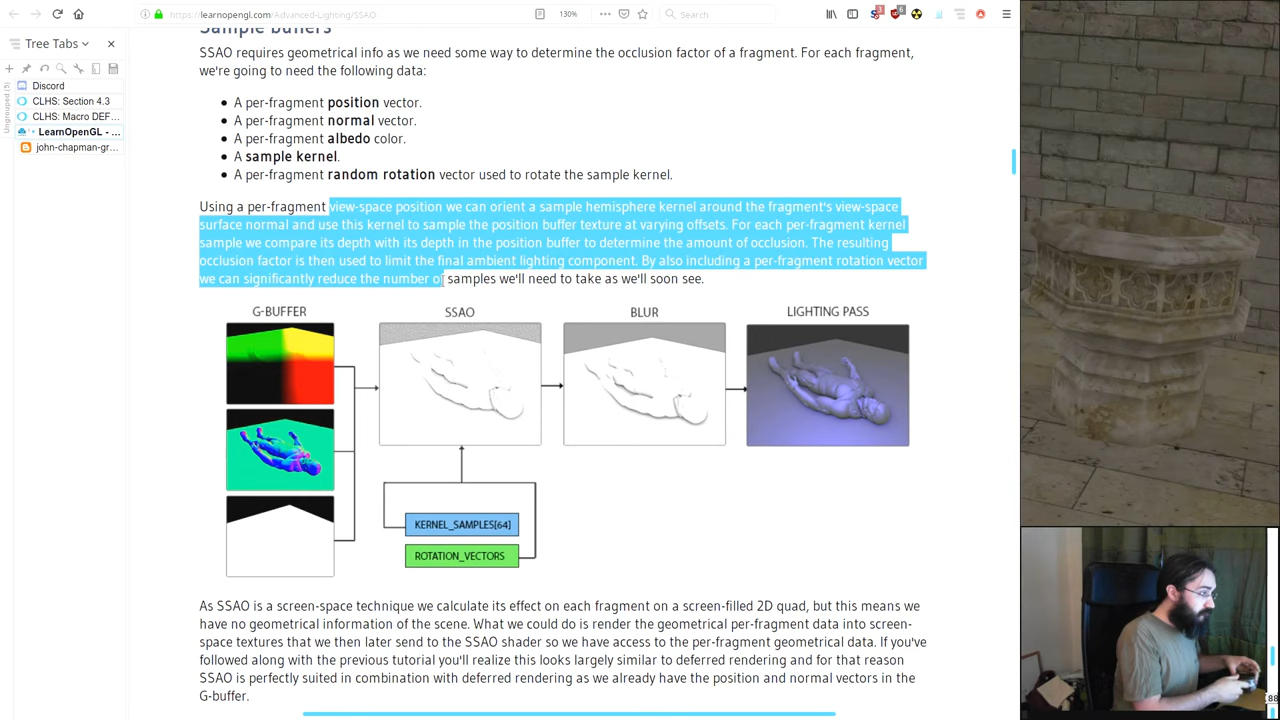 https://learnopengl.com/Advanced-Lighting/SSAO
130%
Search
3
6
Tree Tabs
Ungrouped (5)
Discord
CLHS: Section 4.3
CLHS: Macro DEF...
LearnOpenGL - ...
john-chapman-gr...
Sample buffers
SSAO requires geometrical info as we need some way to determine the occlusion factor of a fragment. For each fragment,
we're going to need the following data:
A per-fragment position vector.
A per-fragment normal vector.
A per-fragment albedo color.
A sample kernel.
A per-fragment random rotation vector used to rotate the sample kernel.
Using a per-fragment view-space position we can orient a sample hemisphere kernel around the fragment's view-space
surface normal and use this kernel to sample the position buffer texture at varying offsets. For each per-fragment kernel
sample we compare its depth with its depth in the position buffer to determine the amount of occlusion. The resulting
occlusion factor is then used to limit the final ambient lighting component. By also including a per-fragment rotation vector
we can significantly reduce the number of samples we'll need to take as we'll soon see.
G-BUFFER
SSAO
BLUR
LIGHTING PASS
KERNEL_SAMPLES[64]
ROTATION_VECTORS
As SSAO is a screen-space technique we calculate its effect on each fragment on a screen-filled 2D quad, but this means we
have no geometrical information of the scene. What we could do is render the geometrical per-fragment data into screen-
space textures that we then later send to the SSAO shader so we have access to the per-fragment geometrical data. If you've
followed along with the previous tutorial you'll realize this looks largely similar to deferred rendering and for that reason
SSAO is perfectly suited in combination with deferred rendering as we already have the position and normal vectors in the
G-buffer.
88